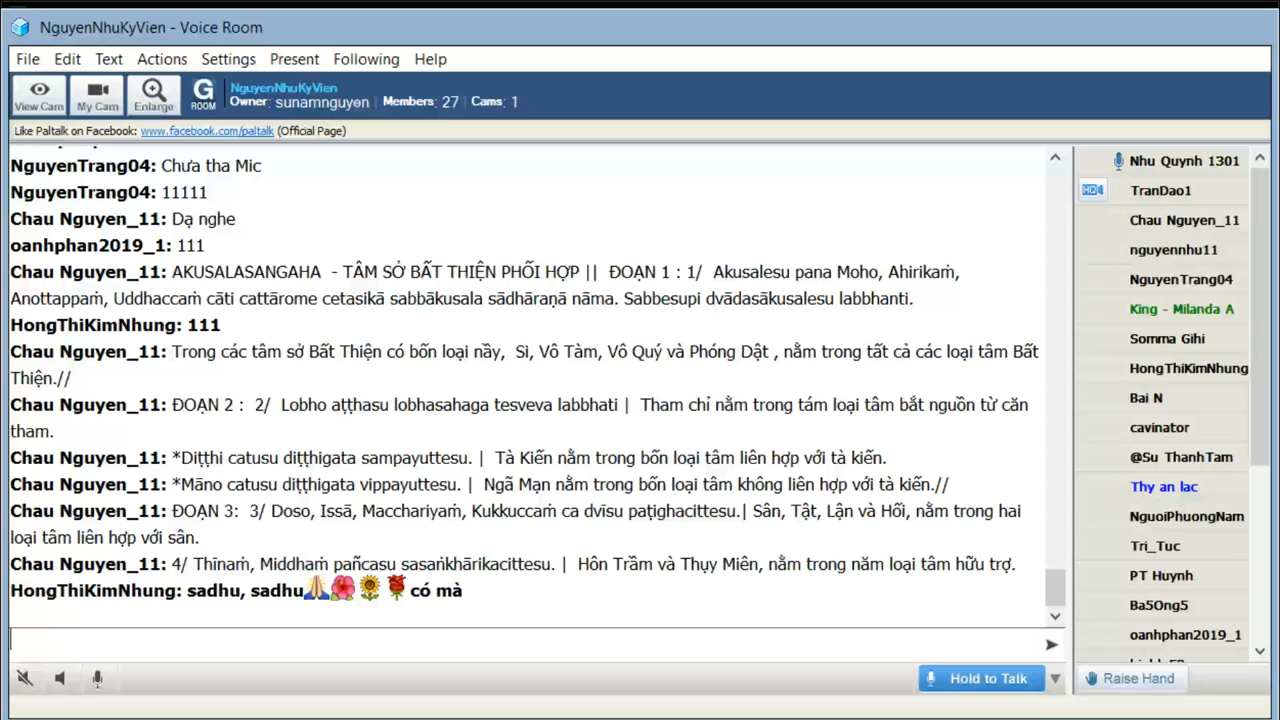 NguyenNhuKyVien - Voice Room
File Edit Text Actions Settings Present Following Help
View Cam My Cam Enlarge G ROOM
NguyenNhuKyVien
Owner: sunamnguyen | Members: 27 | Cams: 1
Like Paltalk on Facebook: www.facebook.com/paltalk (Official Page)
NguyenTrang04: Chưa tha Mic
NguyenTrang04: 11111
Chau Nguyen_11: Dạ nghe
oanhphan2019_1: 111
Chau Nguyen_11: AKUSALASANGAHA - TÂM SỞ BẤT THIỆN PHỐI HỢP || ĐOẠN 1 : 1/ Akusalesu pana Moho, Ahirikaṁ,
Anottappaṁ, Uddhaccaṁ cāti cattārome cetasikā sabbākusala sādhāraṇā nāma. Sabbesupi dvādasākusalesu labbhanti.
HongThiKimNhung: 111
Chau Nguyen_11: Trong các tâm sở Bất Thiện có bốn loại nầy, Si, Vô Tàm, Vô Quý và Phóng Dật , nằm trong tất cả các loại tâm Bất
Thiện.//
Chau Nguyen_11: ĐOẠN 2 : 2/ Lobho aṭṭhasu lobhasahaga tesveva labbhati | Tham chỉ nằm trong tám loại tâm bắt nguồn từ căn
tham.
Chau Nguyen_11: *Diṭṭhi catusu diṭṭhigata sampayuttesu. | Tà Kiến nằm trong bốn loại tâm liên hợp với tà kiến.
Chau Nguyen_11: *Māno catusu diṭṭhigata vippayuttesu. | Ngã Mạn nằm trong bốn loại tâm không liên hợp với tà kiến.//
Chau Nguyen_11: ĐOẠN 3: 3/ Doso, Issā, Macchariyaṁ, Kukkuccaṁ ca dvīsu paṭighacittesu.| Sân, Tật, Lận và Hối, nằm trong hai
loại tâm liên hợp với sân.
Chau Nguyen_11: 4/ Thīnaṁ, Middhaṁ pañcasu sasaṅkhārikacittesu. | Hôn Trầm và Thụy Miên, nằm trong năm loại tâm hữu trợ.
HongThiKimNhung: sadhu, sadhu🙏🌺🌻🌹có mà
Hold to Talk
Nhu Quynh 1301
HD TranDao1
Chau Nguyen_11
nguyennhu11
NguyenTrang04
King - Milanda A
Somma Gihi
HongThiKimNhung
Bai N
cavinator
@Su ThanhTam
Thy an lac
NguoiPhuongNam
Tri_Tuc
PT Huynh
Ba5Ong5
oanhphan2019_1
Raise Hand